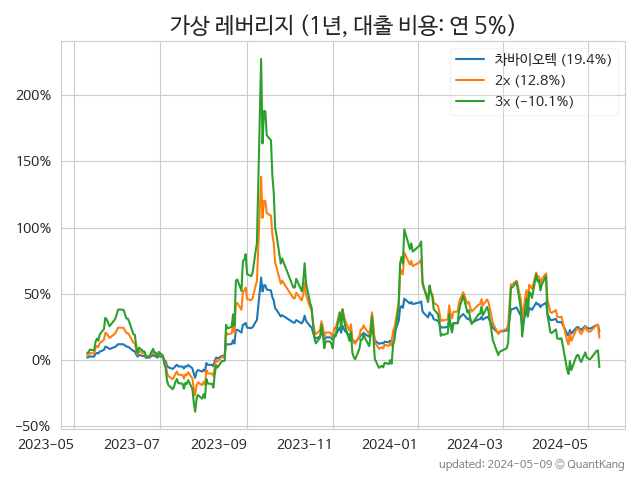 가상 레버리지 (1년, 대출 비용: 연 5%)
차바이오텍 (19.4%)
2x (12.8%)
3x (−10.1%)
200%
150%
100%
50%
0%
−50%
2023-05 2023-07 2023-09 2023-11 2024-01 2024-03 2024-05
updated: 2024-05-09 © QuantKang